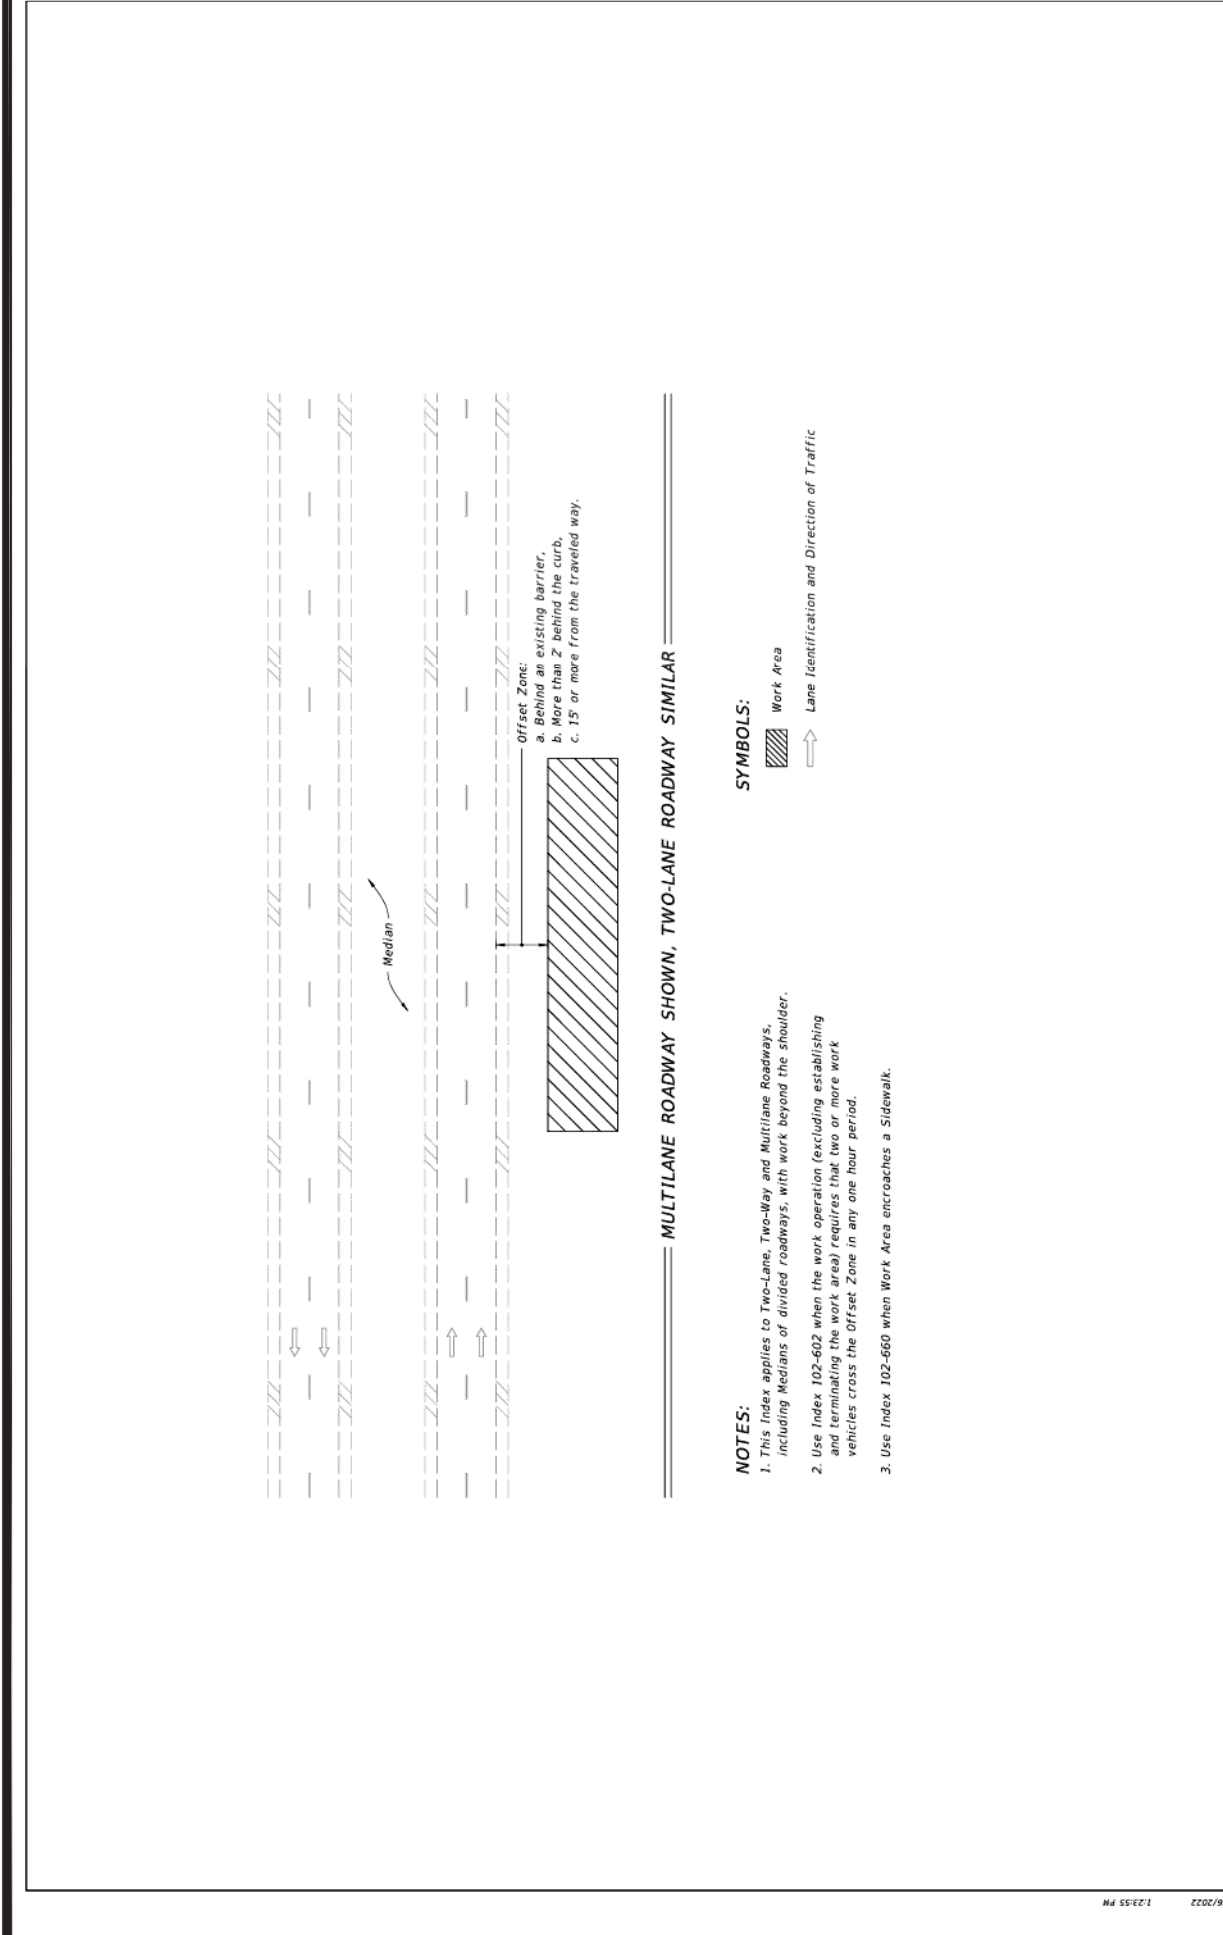 Median
Offset Zone:
a. Behind an existing barrier,
b. More than 2' behind the curb,
c. 15' or more from the traveled way.
MULTILANE ROADWAY SHOWN, TWO-LANE ROADWAY SIMILAR
NOTES:
1. This Index applies to Two-Lane, Two-Way and Multilane Roadways,
including Medians of divided roadways, with work beyond the shoulder.
2. Use Index 102-602 when the work operation (excluding establishing
and terminating the work area) requires that two or more work
vehicles cross the Offset Zone in any one hour period.
3. Use Index 102-660 when Work Area encroaches a Sidewalk.
SYMBOLS:
Work Area
Lane Identification and Direction of Traffic
6/2022 1:23:55 PM